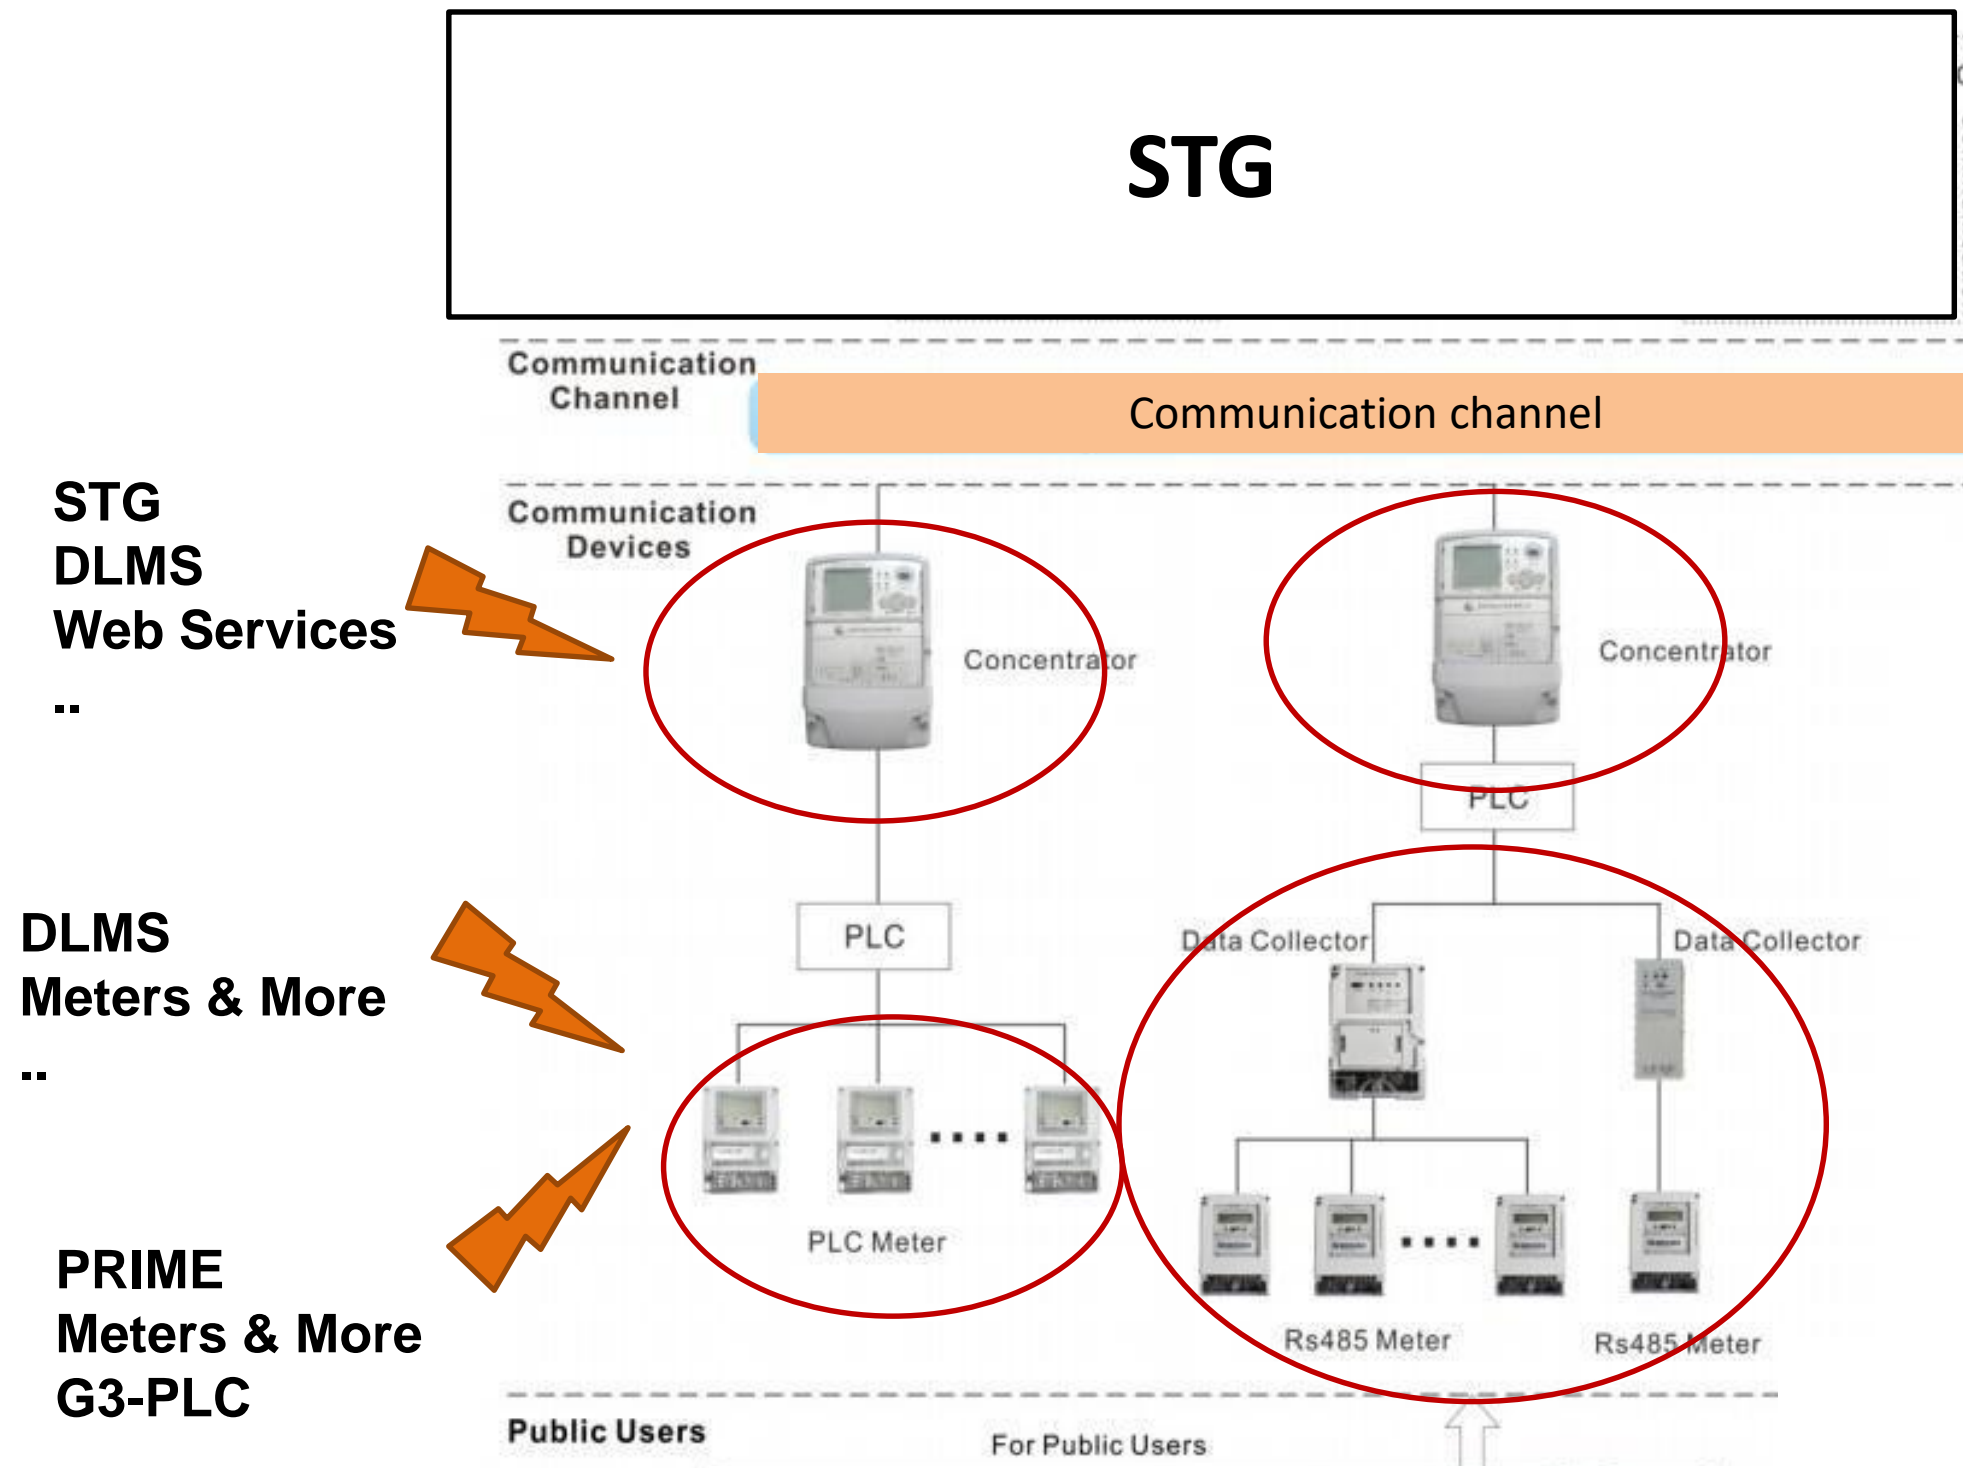 STG
Communication
Channel
Communication channel
STG
DLMS
Web Services
..
Communication
Devices
Concentrator
Concentrator
PLC
PLC
DLMS
Meters & More
..
Data Collector
Data Collector
PLC Meter
PRIME
Meters & More
G3-PLC
Rs485 Meter
Rs485 Meter
Public Users
For Public Users